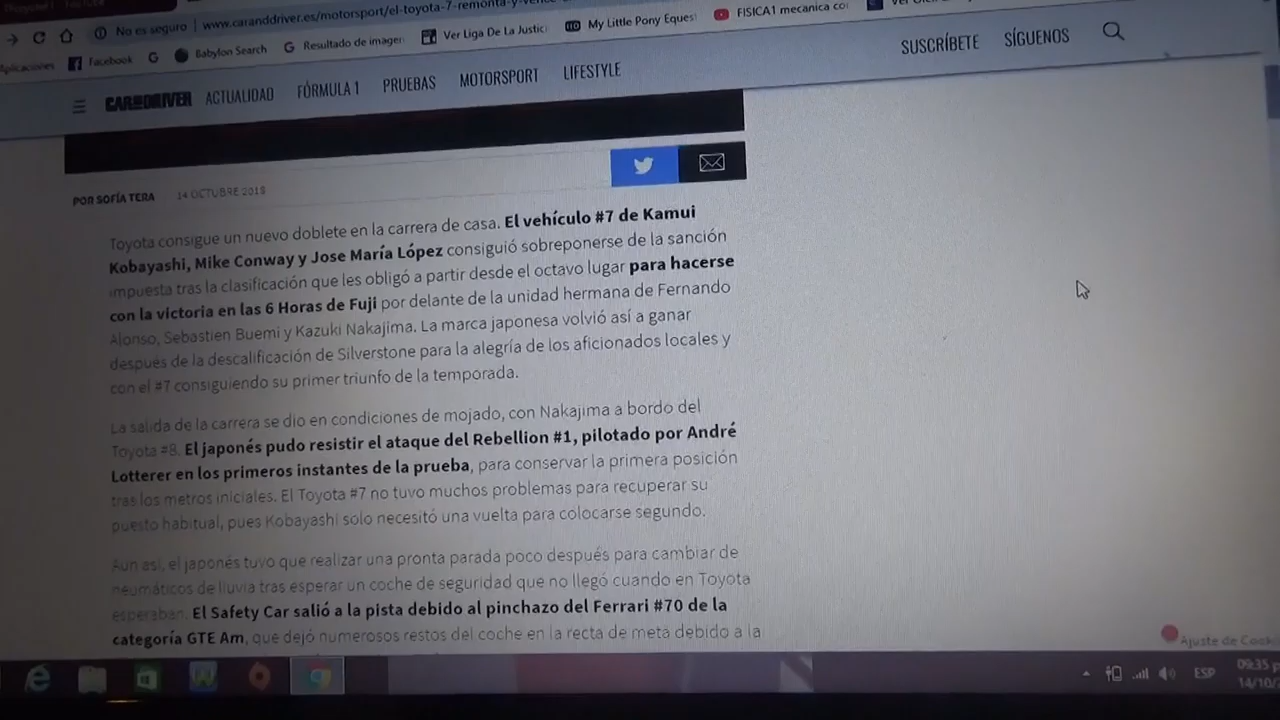 No es seguro | www.caranddriver.es/motorsport/el-toyota-7-remonta-y-vence
Aplicaciones Facebook Babylon Search Resultado de imagen Ver Liga De La Justic My Little Pony Equest FISICA1 mecanica co
CAR AND DRIVER ACTUALIDAD FÓRMULA 1 PRUEBAS MOTORSPORT LIFESTYLE SUSCRÍBETE SÍGUENOS
POR SOFÍA TERA 14 OCTUBRE 2018
Toyota consigue un nuevo doblete en la carrera de casa. El vehículo #7 de Kamui
Kobayashi, Mike Conway y Jose María López consiguió sobreponerse de la sanción
impuesta tras la clasificación que les obligó a partir desde el octavo lugar para hacerse
con la victoria en las 6 Horas de Fuji por delante de la unidad hermana de Fernando
Alonso, Sebastien Buemi y Kazuki Nakajima. La marca japonesa volvió así a ganar
después de la descalificación de Silverstone para la alegría de los aficionados locales y
con el #7 consiguiendo su primer triunfo de la temporada.
La salida de la carrera se dio en condiciones de mojado, con Nakajima a bordo del
Toyota #8. El japonés pudo resistir el ataque del Rebellion #1, pilotado por André
Lotterer en los primeros instantes de la prueba, para conservar la primera posición
tras los metros iniciales. El Toyota #7 no tuvo muchos problemas para recuperar su
puesto habitual, pues Kobayashi solo necesitó una vuelta para colocarse segundo.
Aun así, el japonés tuvo que realizar una pronta parada poco después para cambiar de
neumáticos de lluvia tras esperar un coche de seguridad que no llegó cuando en Toyota
esperaban. El Safety Car salió a la pista debido al pinchazo del Ferrari #70 de la
categoría GTE Am, que dejó numerosos restos del coche en la recta de meta debido a la
Ajuste de Cook
ESP
09:35 p
14/10/